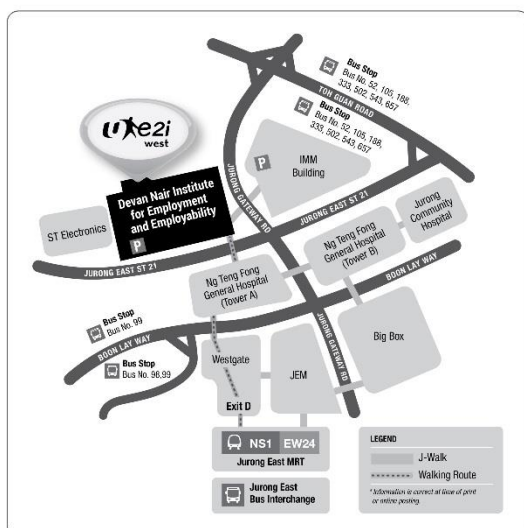 Bus Stop
Bus No. 52, 105, 188,
333, 502, 543, 657
TOH GUAN ROAD
Bus Stop
Bus No. 52, 105, 188,
333, 502, 543, 657
u e2i
west
P
IMM
Building
JURONG GATEWAY RD
Devan Nair Institute
for Employment
and Employability
P
ST Electronics
JURONG EAST ST 21
Jurong
Community
Hospital
Ng Teng Fong
General Hospital
(Tower B)
JURONG EAST ST 21
Ng Teng Fong
General Hospital
(Tower A)
BOON LAY WAY
Bus Stop
Bus No. 99
BOON LAY WAY
Bus Stop
Bus No. 96,99
Westgate
Exit D
JEM
JURONG GATEWAY RD
Big Box
NS1 EW24
Jurong East MRT
Jurong East
Bus Interchange
LEGEND
J-Walk
Walking Route
* Information is correct at time of print
or online posting.